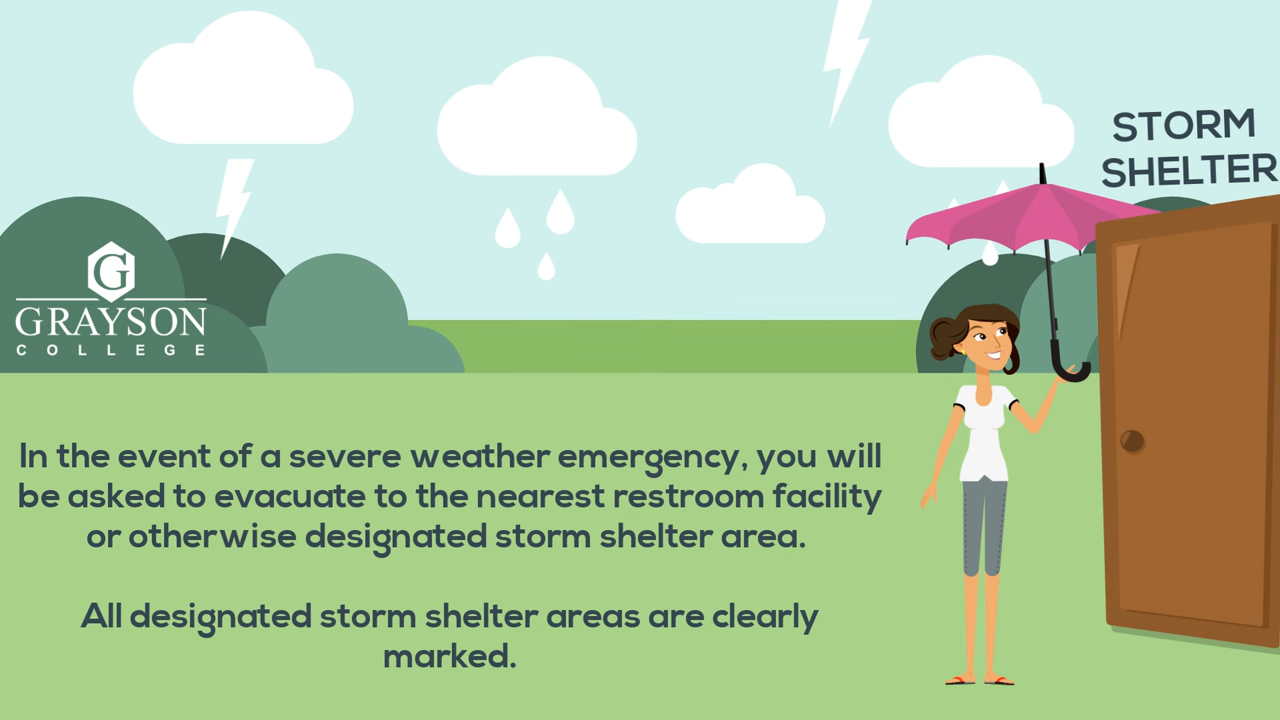 STORM
SHELTER
G
GRAYSON
COLLEGE
In the event of a severe weather emergency, you will
be asked to evacuate to the nearest restroom facility
or otherwise designated storm shelter area.
All designated storm shelter areas are clearly
marked.